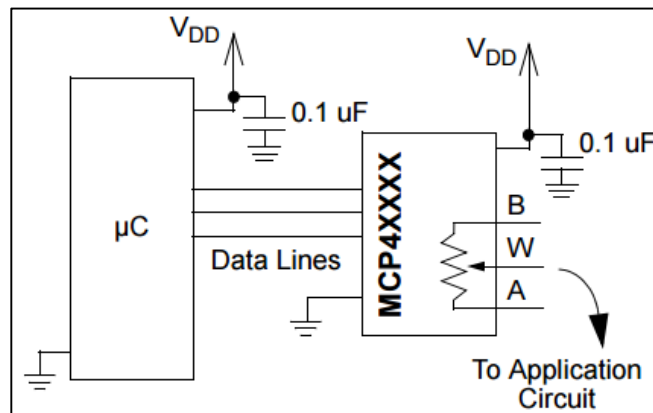 VDD
0.1 uF
VDD
0.1 uF
µC
MCP4XXXX
B
W
A
Data Lines
To Application
Circuit